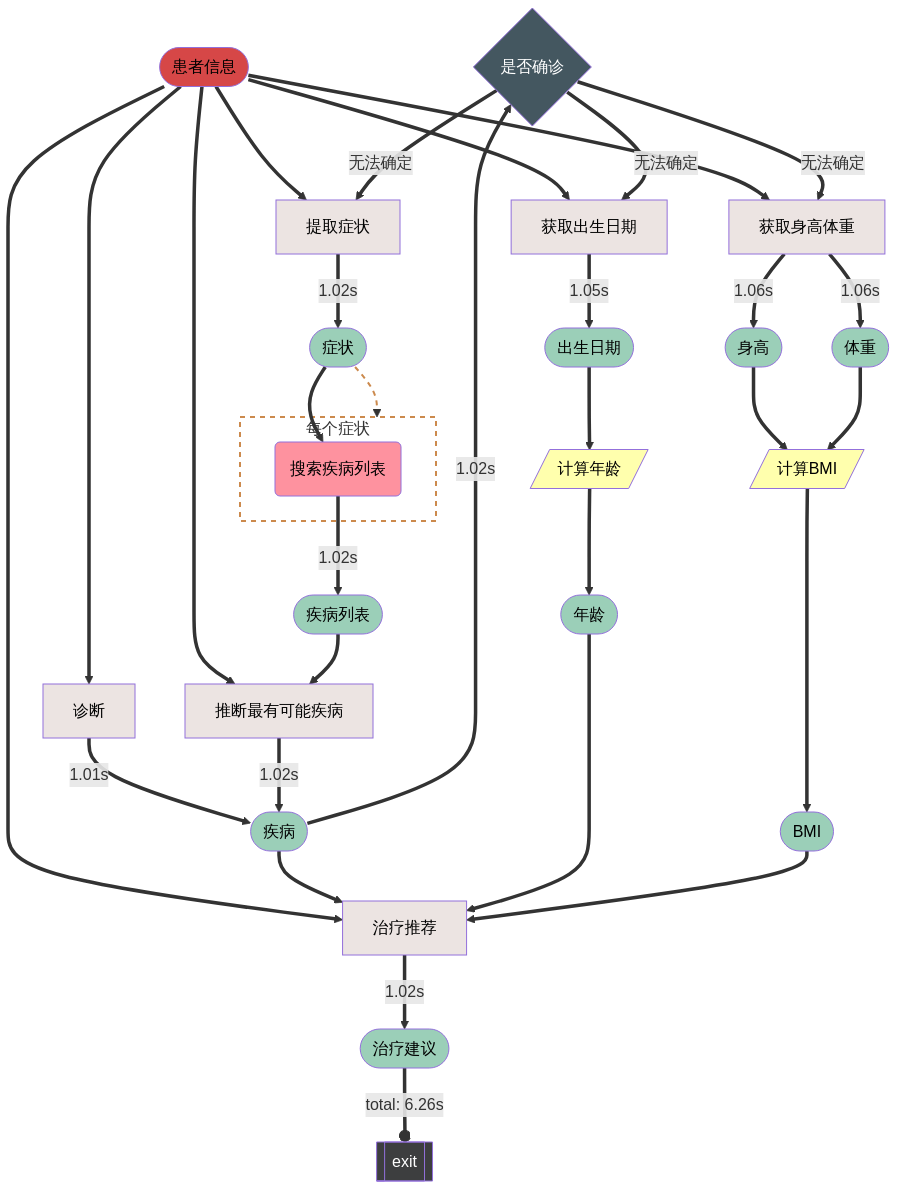 患者信息
是否确诊
无法确定
无法确定
无法确定
提取症状
获取出生日期
获取身高体重
1.02s
1.05s
1.06s
1.06s
症状
出生日期
身高
体重
每个症状
搜索疾病列表
1.02s
计算年龄
计算BMI
1.02s
疾病列表
年龄
诊断
推断最有可能疾病
1.01s
1.02s
疾病
BMI
治疗推荐
1.02s
治疗建议
total: 6.26s
exit